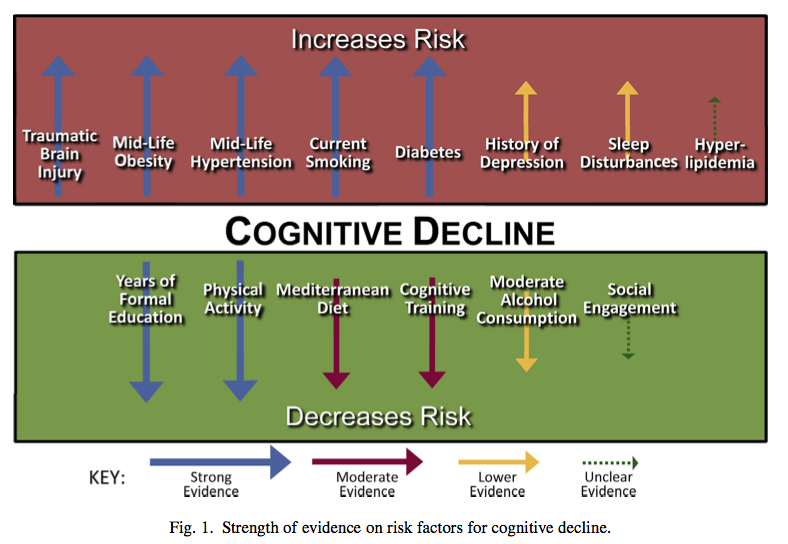 Increases Risk
Traumatic
Brain
Injury
Mid-Life
Obesity
Mid-Life
Hypertension
Current
Smoking
Diabetes
History of
Depression
Sleep
Disturbances
Hyper-
lipidemia
COGNITIVE DECLINE
Years of
Formal
Education
Physical
Activity
Mediterranean
Diet
Cognitive
Training
Moderate
Alcohol
Consumption
Social
Engagement
Decreases Risk
KEY:
Strong
Evidence
Moderate
Evidence
Lower
Evidence
Unclear
Evidence
Fig. 1. Strength of evidence on risk factors for cognitive decline.